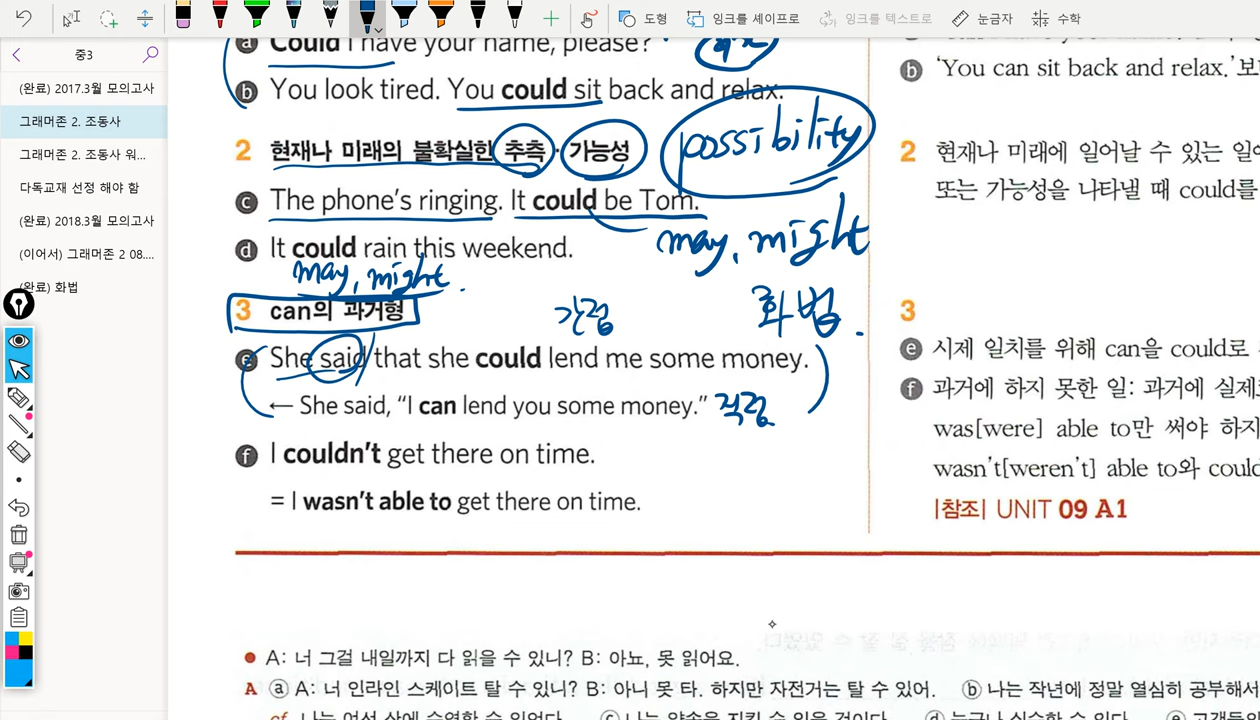 도형
잉크를 셰이프로
잉크를 텍스트로
눈금자
수학
중3
(완료) 2017.3월 모의고사
그래머존 2. 조동사
그래머존 2. 조동사 워...
다독교재 선정 해야 함
(완료) 2018.3월 모의고사
(이어서) 그래머존 2 08....
(완료) 화법
ⓐ Could I have your name, please?
ⓑ You look tired. You could sit back and relax.
possibility
2 현재나 미래의 불확실한 추측·가능성
ⓒ The phone's ringing. It could be Tom.
may, might
ⓓ It could rain this weekend.
may, might.
3 can의 과거형
간접
화법.
ⓔ She said that she could lend me some money.
← She said, “I can lend you some money.” 직접
ⓕ I couldn't get there on time.
= I wasn't able to get there on time.
ⓑ ‘You can sit back and relax.’보
2 현재나 미래에 일어날 수 있는 일
또는 가능성을 나타낼 때 could를
3
ⓔ 시제 일치를 위해 can을 could로
ⓕ 과거에 하지 못한 일: 과거에 실제
was[were] able to만 써야 하지
wasn't[weren't] able to와 coul
|참조| UNIT 09 A1
● A: 너 그걸 내일까지 다 읽을 수 있니? B: 아뇨, 못 읽어요.
A ⓐ A: 너 인라인 스케이트 탈 수 있니? B: 아니 못 타. 하지만 자전거는 탈 수 있어. ⓑ 나는 작년에 정말 열심히 공부해서